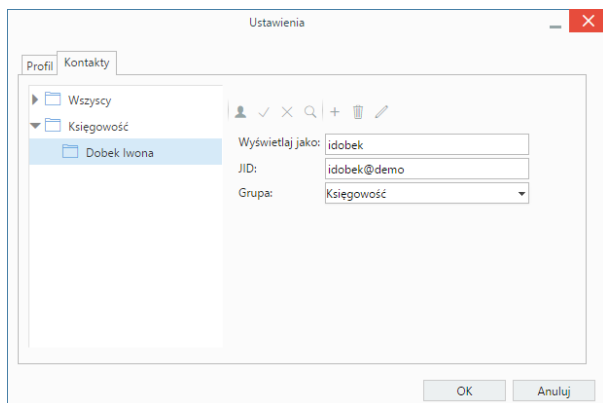 Ustawienia
Profil
Kontakty
Wszyscy
Księgowość
Dobek Iwona
Wyświetlaj jako: idobek
JID: idobek@demo
Grupa: Księgowość
OK
Anuluj